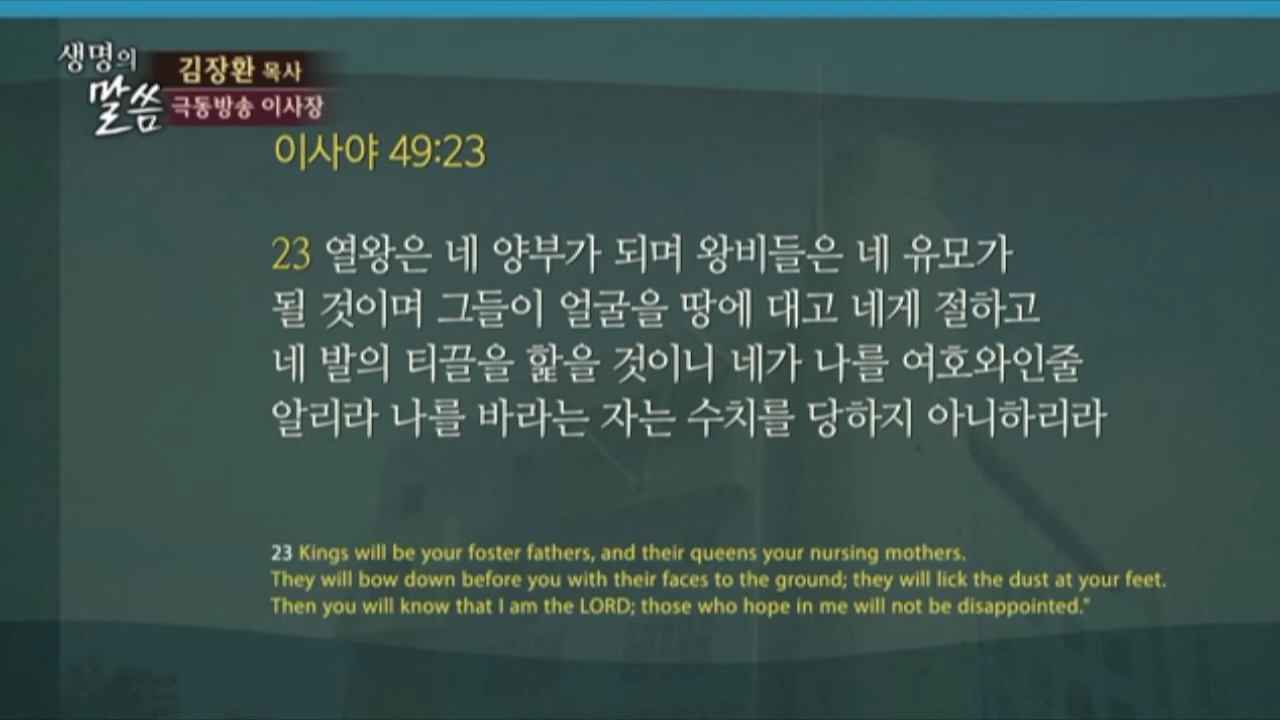 생명의 말씀
김장환 목사
극동방송 이사장
이사야 49:23
23 열왕은 네 양부가 되며 왕비들은 네 유모가
될 것이며 그들이 얼굴을 땅에 대고 네게 절하고
네 발의 티끌을 핥을 것이니 네가 나를 여호와인줄
알리라 나를 바라는 자는 수치를 당하지 아니하리라
23 Kings will be your foster fathers, and their queens your nursing mothers.
They will bow down before you with their faces to the ground; they will lick the dust at your feet.
Then you will know that I am the LORD; those who hope in me will not be disappointed."